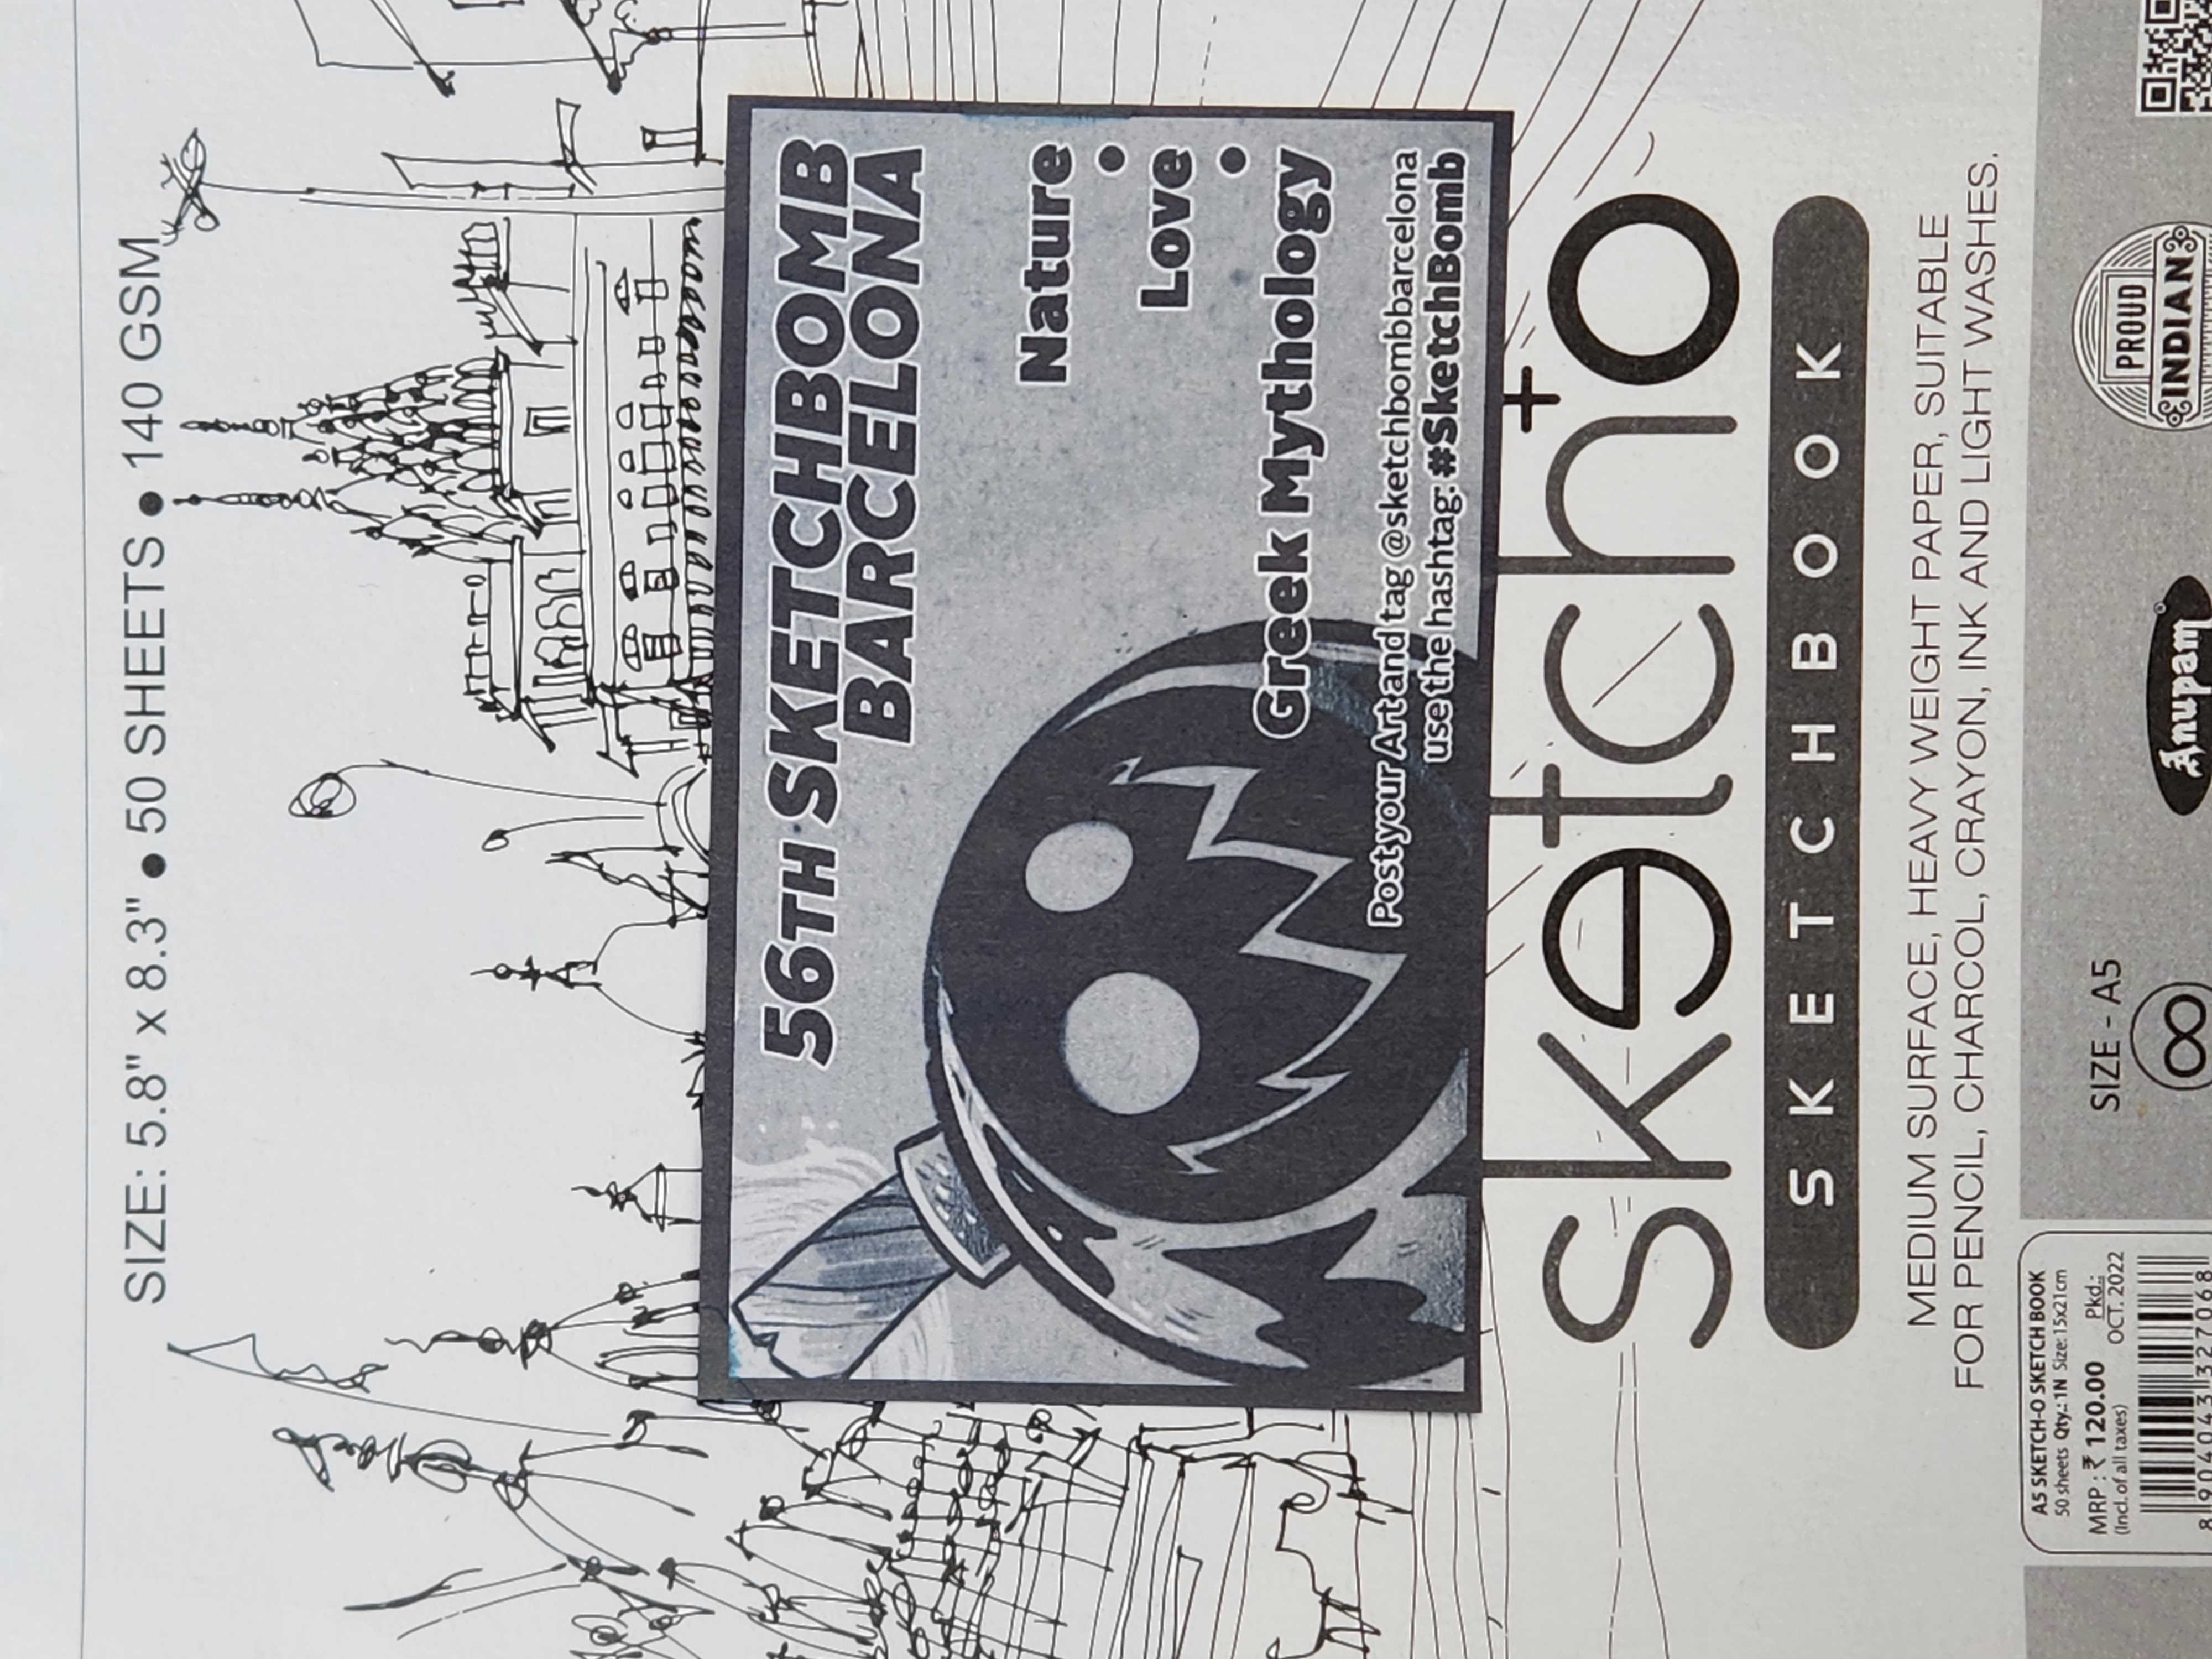 SIZE: 5.8" x 8.3" ● 50 SHEETS ● 140 GSM
56TH SKETCHBOMB
BARCELONA
Nature
●
Love
●
Greek Mythology
Post your Art and tag @sketchbombbarcelona
use the hashtag: #SketchBomb
sketch+o
SKETCHBOOK
MEDIUM SURFACE, HEAVY WEIGHT PAPER, SUITABLE
FOR PENCIL, CHARCOL, CRAYON, INK AND LIGHT WASHES.
A5 SKETCH-O SKETCH BOOK
50 sheets Qty.: 1N Size: 15x21cm
MRP : ₹ 120.00 Pkd.:
(Incl. of all taxes) OCT. 2022
8 904043 327068
SIZE - A5
Anupam®
PROUD
INDIAN